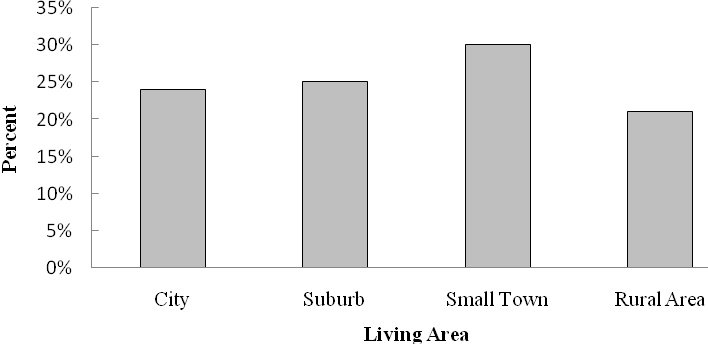 35%
30%
25%
20%
15%
10%
5%
0%
Percent
City Suburb Small Town Rural Area
Living Area